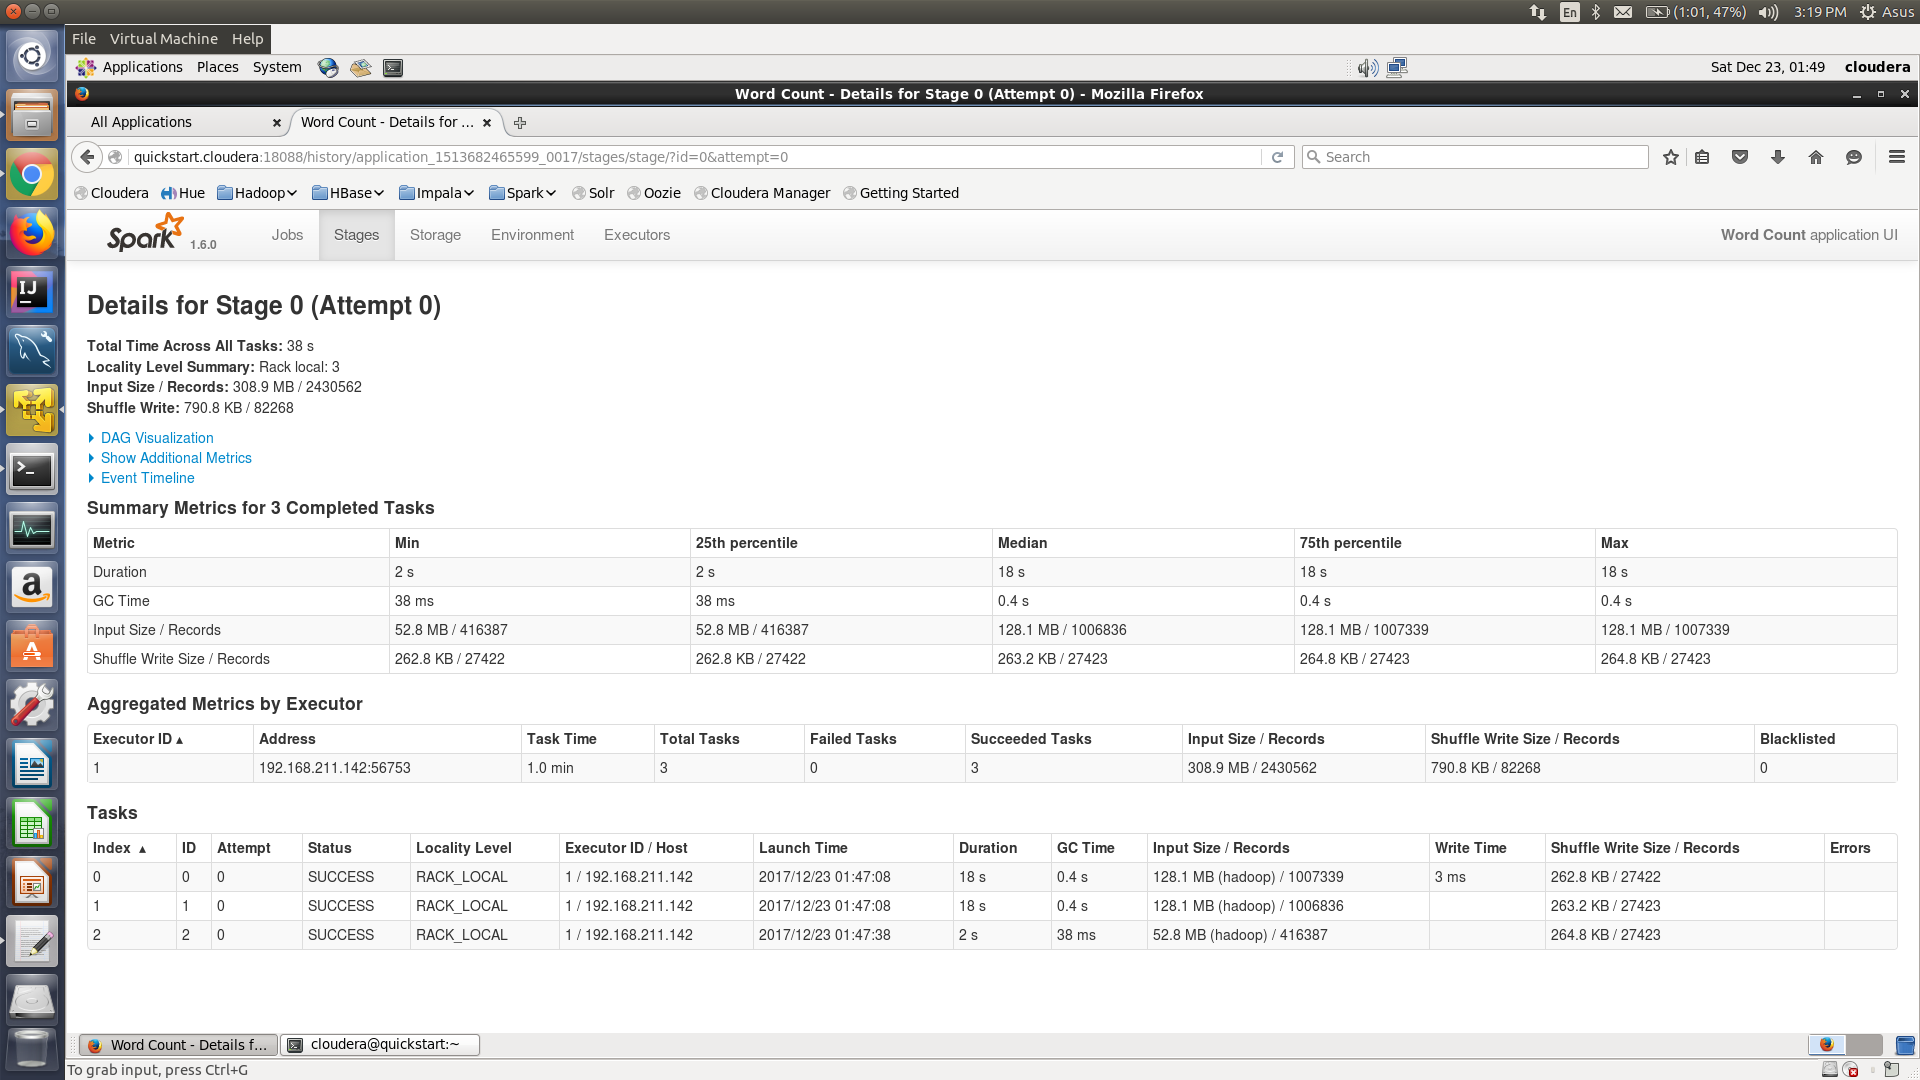 En (1:01, 47%) 3:19 PM Asus
File Virtual Machine Help
Applications Places System Sat Dec 23, 01:49 cloudera
Word Count - Details for Stage 0 (Attempt 0) - Mozilla Firefox
All Applications Word Count - Details for ...
quickstart.cloudera:18088/history/application_1513682465599_0017/stages/stage/?id=0&attempt=0 Search
Cloudera Hue Hadoop HBase Impala Spark Solr Oozie Cloudera Manager Getting Started
Spark 1.6.0 Jobs Stages Storage Environment Executors Word Count application UI
Details for Stage 0 (Attempt 0)
Total Time Across All Tasks: 38 s
Locality Level Summary: Rack local: 3
Input Size / Records: 308.9 MB / 2430562
Shuffle Write: 790.8 KB / 82268
DAG Visualization
Show Additional Metrics
Event Timeline
Summary Metrics for 3 Completed Tasks
Metric Min 25th percentile Median 75th percentile Max
Duration 2 s 2 s 18 s 18 s 18 s
GC Time 38 ms 38 ms 0.4 s 0.4 s 0.4 s
Input Size / Records 52.8 MB / 416387 52.8 MB / 416387 128.1 MB / 1006836 128.1 MB / 1007339 128.1 MB / 1007339
Shuffle Write Size / Records 262.8 KB / 27422 262.8 KB / 27422 263.2 KB / 27423 264.8 KB / 27423 264.8 KB / 27423
Aggregated Metrics by Executor
Executor ID ▴ Address Task Time Total Tasks Failed Tasks Succeeded Tasks Input Size / Records Shuffle Write Size / Records Blacklisted
1 192.168.211.142:56753 1.0 min 3 0 3 308.9 MB / 2430562 790.8 KB / 82268 0
Tasks
Index ▴ ID Attempt Status Locality Level Executor ID / Host Launch Time Duration GC Time Input Size / Records Write Time Shuffle Write Size / Records Errors
0 0 0 SUCCESS RACK_LOCAL 1 / 192.168.211.142 2017/12/23 01:47:08 18 s 0.4 s 128.1 MB (hadoop) / 1007339 3 ms 262.8 KB / 27422
1 1 0 SUCCESS RACK_LOCAL 1 / 192.168.211.142 2017/12/23 01:47:08 18 s 0.4 s 128.1 MB (hadoop) / 1006836 263.2 KB / 27423
2 2 0 SUCCESS RACK_LOCAL 1 / 192.168.211.142 2017/12/23 01:47:38 2 s 38 ms 52.8 MB (hadoop) / 416387 264.8 KB / 27423
Word Count - Details f... cloudera@quickstart:~
To grab input, press Ctrl+G